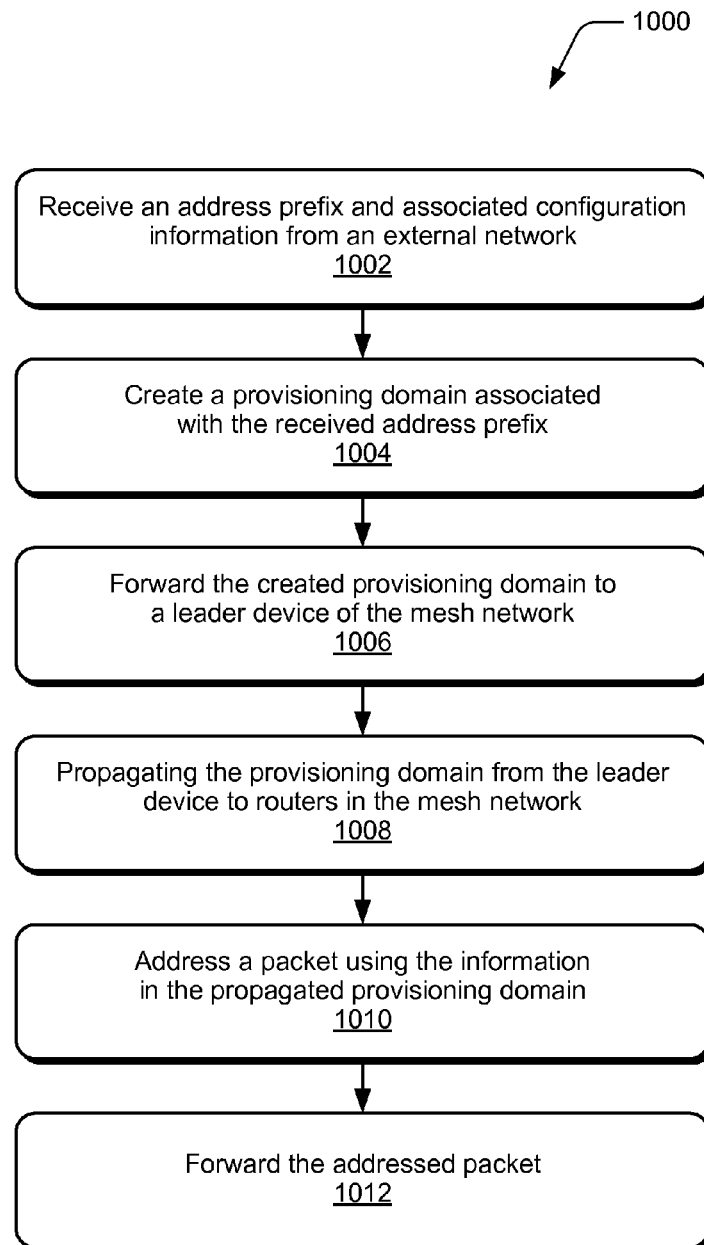 1000
Receive an address prefix and associated configuration
information from an external network
1002
Create a provisioning domain associated
with the received address prefix
1004
Forward the created provisioning domain to
a leader device of the mesh network
1006
Propagating the provisioning domain from the leader
device to routers in the mesh network
1008
Address a packet using the information
in the propagated provisioning domain
1010
Forward the addressed packet
1012